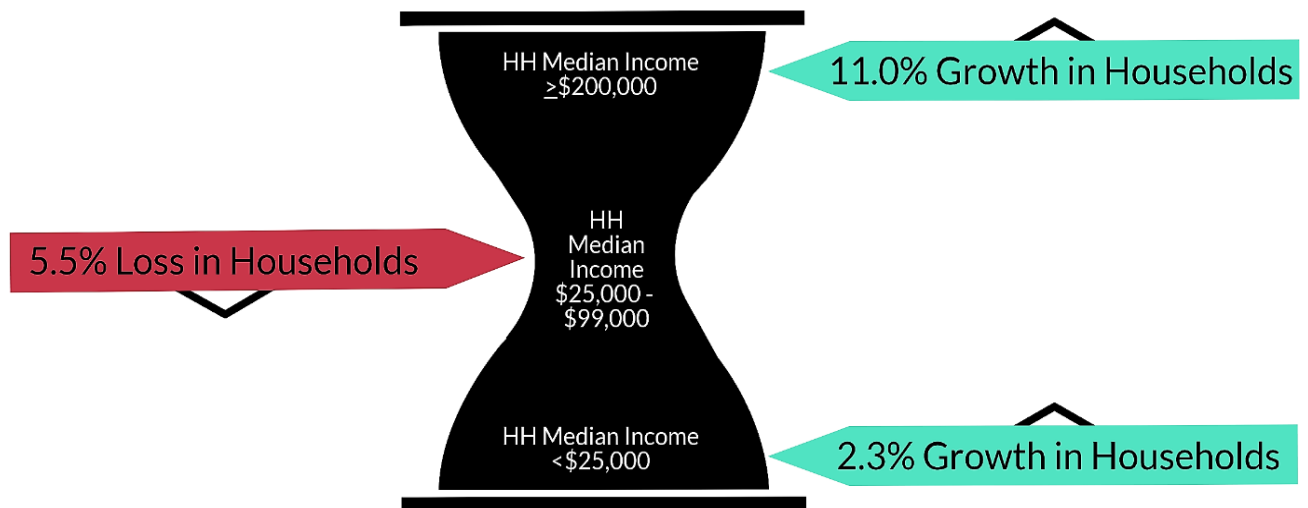 HH Median Income
≥$200,000
11.0% Growth in Households
5.5% Loss in Households
HH
Median
Income
$25,000 -
$99,000
HH Median Income
<$25,000
2.3% Growth in Households